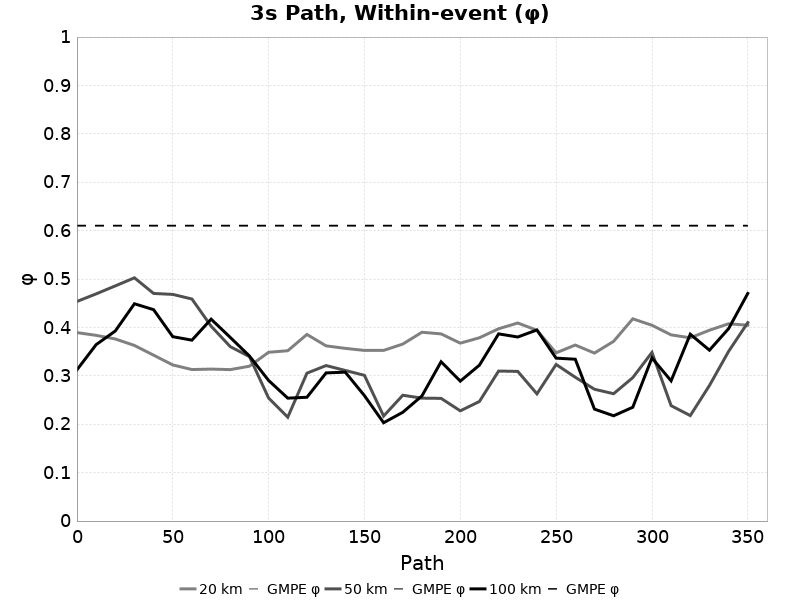 3s Path, Within-event (φ)
1
0.9
0.8
0.7
0.6
0.5
0.4
0.3
0.2
0.1
0
φ
0 50 100 150 200 250 300 350
Path
20 km GMPE φ 50 km GMPE φ 100 km GMPE φ